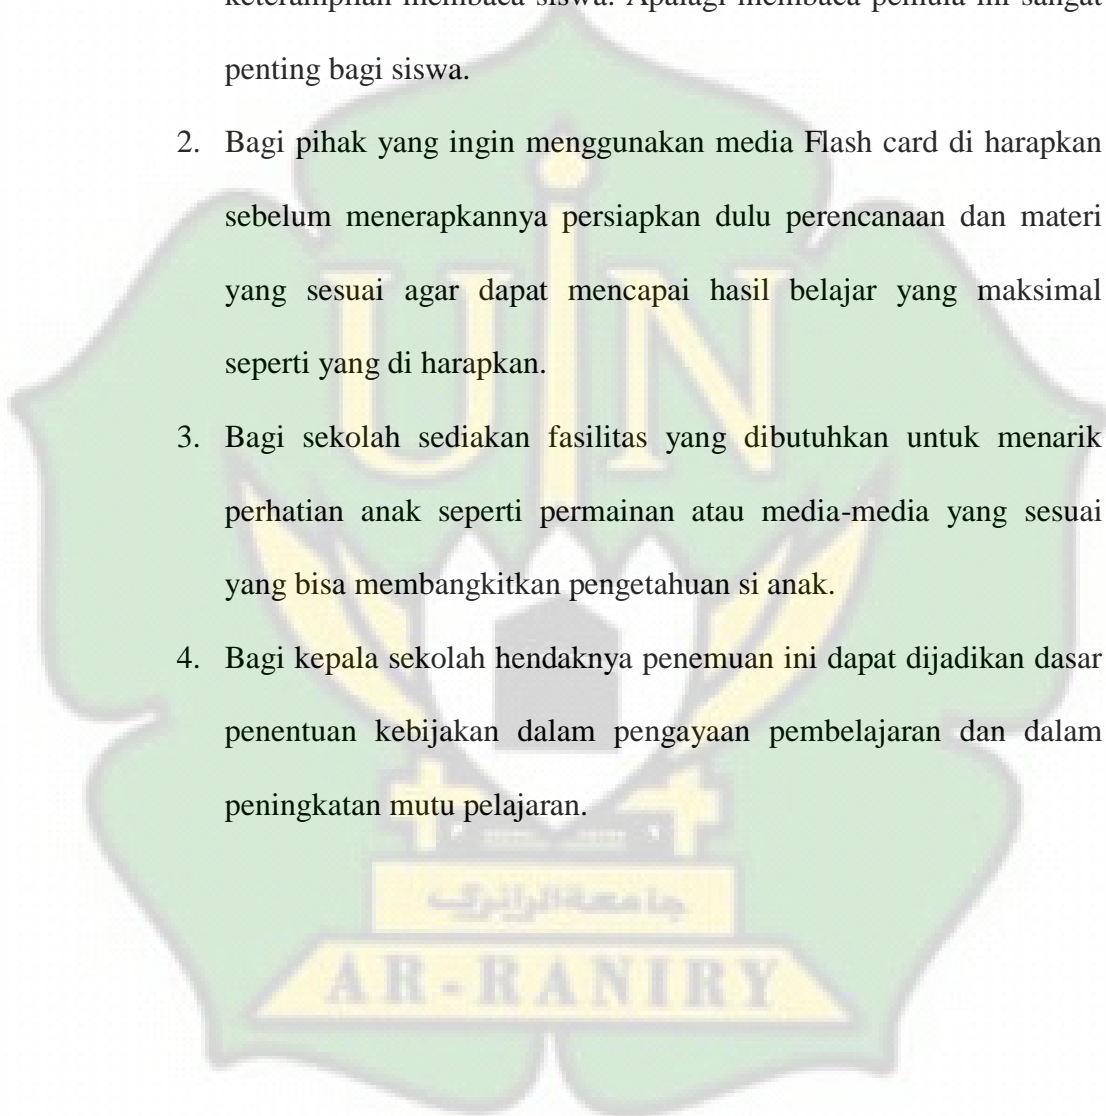 keterampilan membaca siswa. Apalagi membaca pemula ini sangat
penting bagi siswa.
2. Bagi pihak yang ingin menggunakan media Flash card di harapkan
sebelum menerapkannya persiapkan dulu perencanaan dan materi
yang sesuai agar dapat mencapai hasil belajar yang maksimal
seperti yang di harapkan.
3. Bagi sekolah sediakan fasilitas yang dibutuhkan untuk menarik
perhatian anak seperti permainan atau media-media yang sesuai
yang bisa membangkitkan pengetahuan si anak.
4. Bagi kepala sekolah hendaknya penemuan ini dapat dijadikan dasar
penentuan kebijakan dalam pengayaan pembelajaran dan dalam
peningkatan mutu pelajaran.
UIN
جامعة الرانري
AR-RANIRY